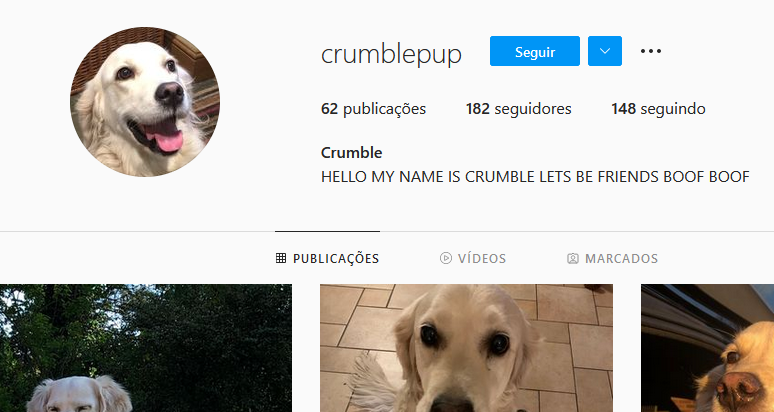 crumblepup Seguir
62 publicações 182 seguidores 148 seguindo
Crumble
HELLO MY NAME IS CRUMBLE LETS BE FRIENDS BOOF BOOF
PUBLICAÇÕES VÍDEOS MARCADOS